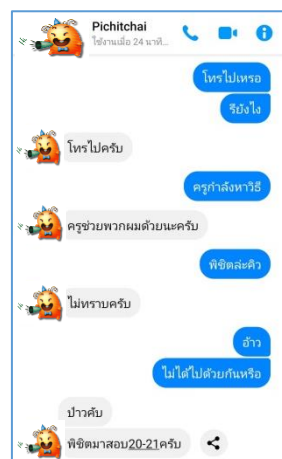 Pichitchai
ใช้งานเมื่อ 24 นาที...
โทรไปเหรอ
รึยังไง
โทรไปครับ
ครูกำลังหาวิธี
ครูช่วยพวกผมด้วยนะครับ
พิชิตล่ะคิว
ไม่ทราบครับ
อ้าว
ไม่ได้ไปด้วยกันหรือ
ป่าวคับ
พิชิตมาสอบ20-21ครับ